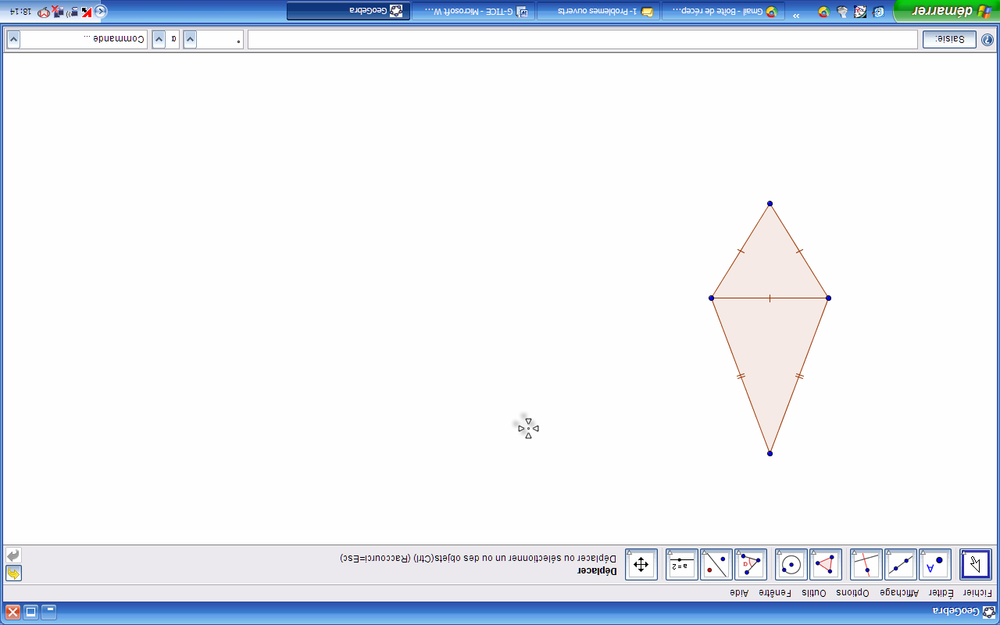 GeoGebra
Fichier Éditer Affichage Options Outils Fenêtre Aide
A
α
a = 2
Déplacer
Déplacer ou sélectionner un ou des objets(Ctrl) (Raccourci=Esc)
Saisie:
α
Commande ...
démarrer
»
Gmail - Boîte de récep...
1- Problemes ouverts
G-TICE - Microsoft W...
GeoGebra
18:14